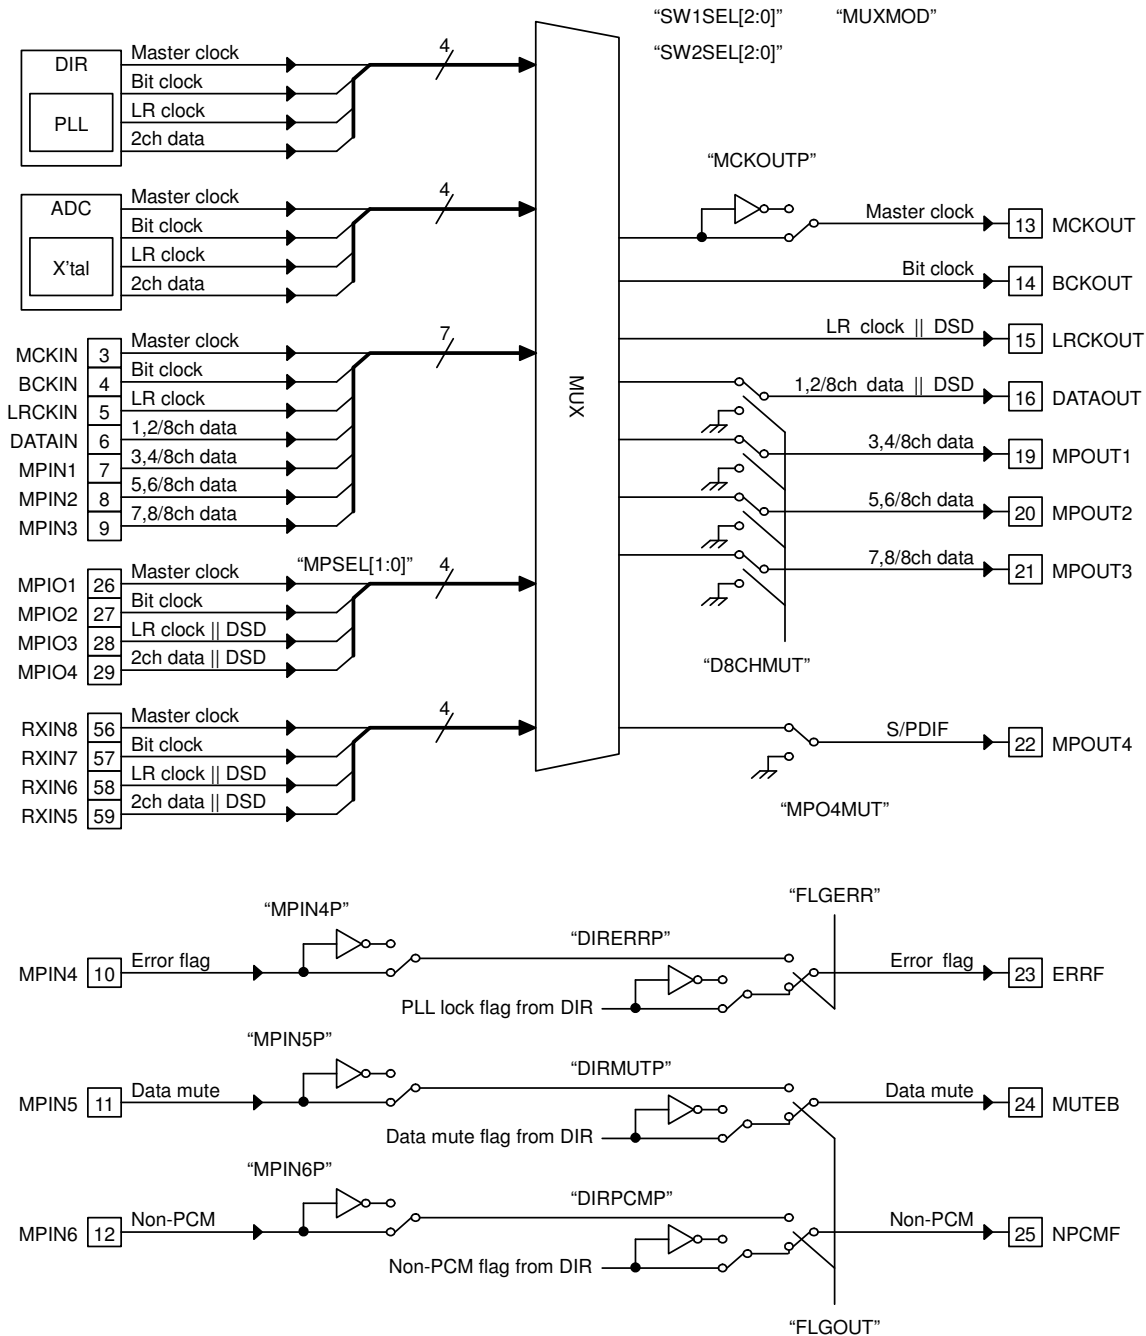 “SW1SEL[2:0]” “MUXMOD”
“SW2SEL[2:0]”
DIR
PLL
Master clock
Bit clock
LR clock
2ch data
4
ADC
X'tal
Master clock
Bit clock
LR clock
2ch data
4
MCKIN 3 Master clock
BCKIN 4 Bit clock
LRCKIN 5 LR clock
DATAIN 6 1,2/8ch data
MPIN1 7 3,4/8ch data
MPIN2 8 5,6/8ch data
MPIN3 9 7,8/8ch data
7
“MPSEL[1:0]”
MPIO1 26 Master clock
MPIO2 27 Bit clock
MPIO3 28 LR clock || DSD
MPIO4 29 2ch data || DSD
4
RXIN8 56 Master clock
RXIN7 57 Bit clock
RXIN6 58 LR clock || DSD
RXIN5 59 2ch data || DSD
4
MUX
“MCKOUTP”
Master clock 13 MCKOUT
Bit clock 14 BCKOUT
LR clock || DSD 15 LRCKOUT
1,2/8ch data || DSD 16 DATAOUT
3,4/8ch data 19 MPOUT1
5,6/8ch data 20 MPOUT2
7,8/8ch data 21 MPOUT3
“D8CHMUT”
S/PDIF 22 MPOUT4
“MPO4MUT”
“FLGERR”
“MPIN4P”
“DIRERRP”
MPIN4 10 Error flag
Error flag 23 ERRF
PLL lock flag from DIR
“MPIN5P”
“DIRMUTP”
MPIN5 11 Data mute
Data mute 24 MUTEB
Data mute flag from DIR
“MPIN6P”
“DIRPCMP”
MPIN6 12 Non-PCM
Non-PCM 25 NPCMF
Non-PCM flag from DIR
“FLGOUT”